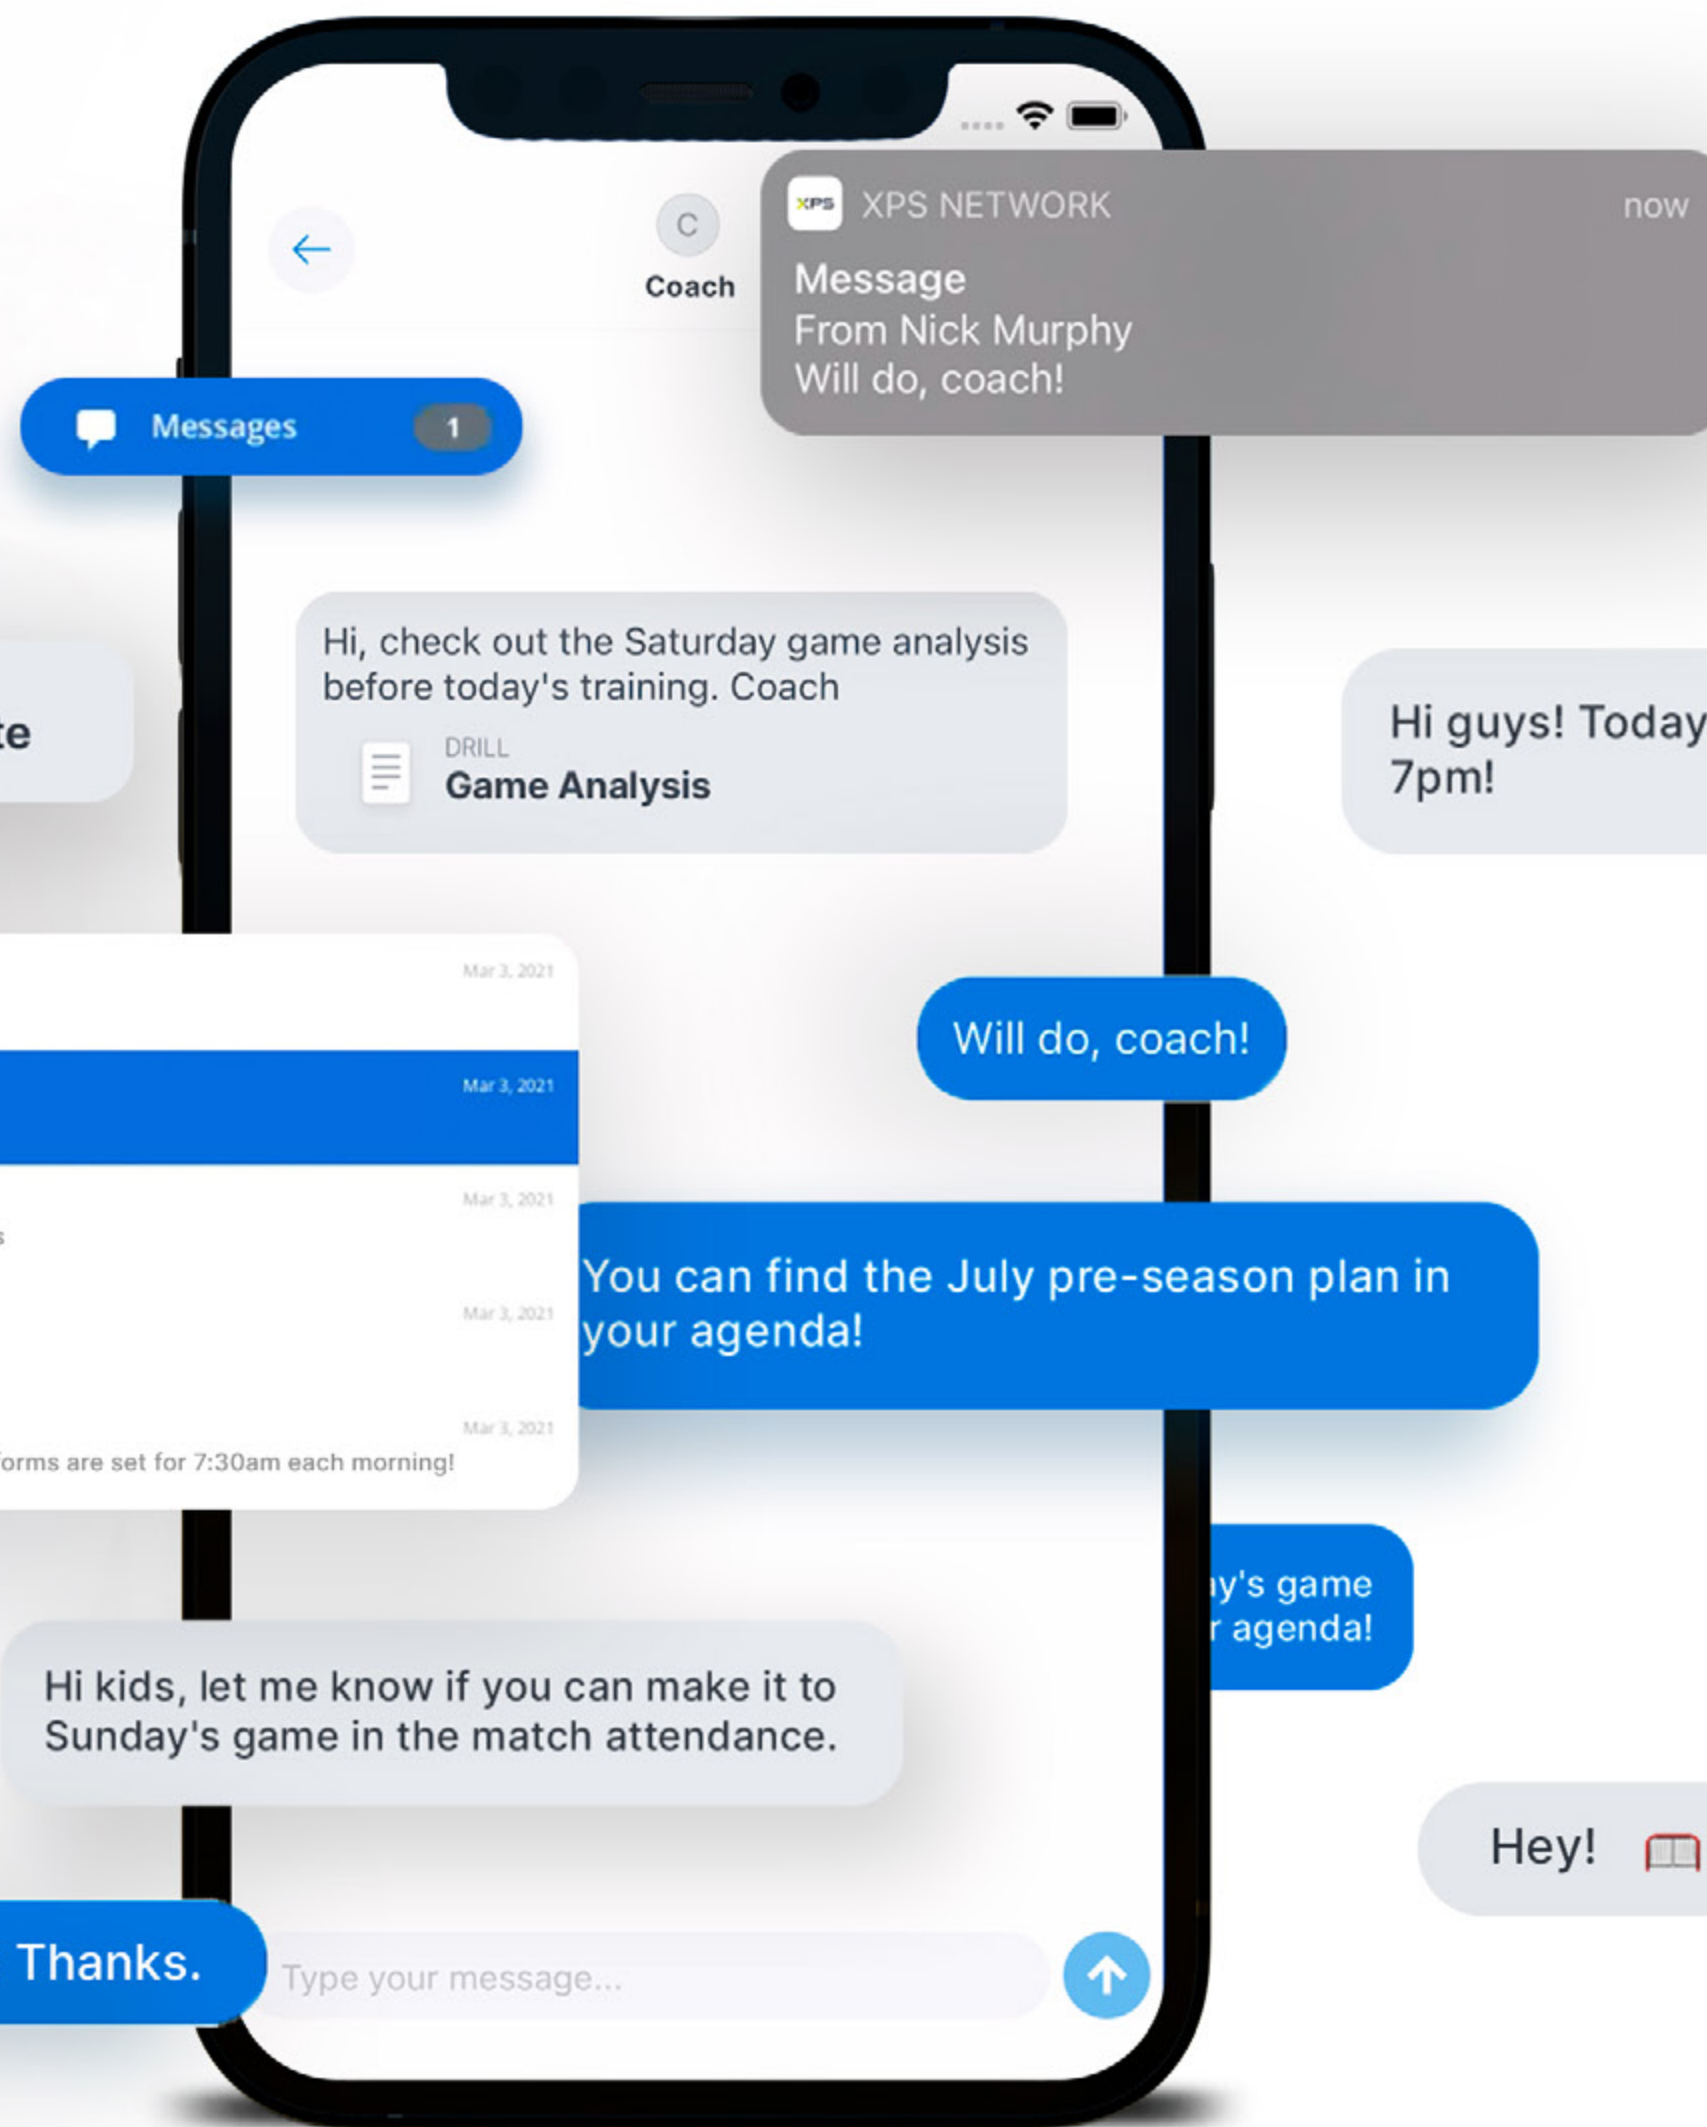 XPS NETWORK
now
C
Coach
Message
From Nick Murphy
Will do, coach!
Messages
1
Hi, check out the Saturday game analysis
before today's training. Coach
DRILL
Game Analysis
te
Hi guys! Today
7pm!
Mar 3, 2021
Will do, coach!
Mar 3, 2021
Mar 3, 2021
s
You can find the July pre-season plan in
your agenda!
Mar 3, 2021
Mar 3, 2021
orms are set for 7:30am each morning!
ay's game
r agenda!
Hi kids, let me know if you can make it to
Sunday's game in the match attendance.
Hey!
Thanks.
Type your message...